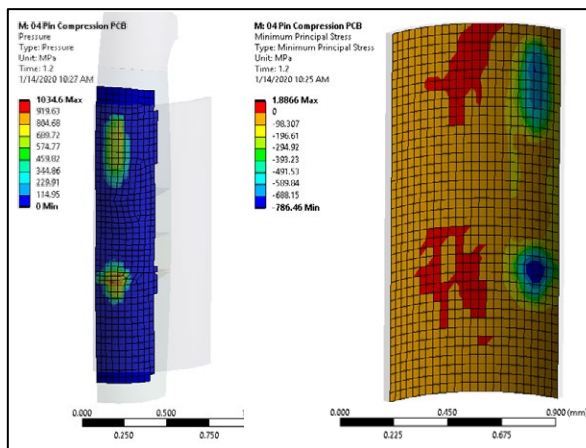 M: 04 Pin Compression PCB
Pressure
Type: Pressure
Unit: MPa
Time: 1.2
1/14/2020 10:27 AM
1034.6 Max
919.63
804.68
689.72
574.77
459.82
344.86
229.91
114.95
0 Min
0.000
0.500
0.250
0.750
M: 04 Pin Compression PCB
Minimum Principal Stress
Type: Minimum Principal Stress
Unit: MPa
Time: 1.2
1/14/2020 10:25 AM
1.8866 Max
0
-98.307
-196.61
-294.92
-393.23
-491.53
-589.84
-688.15
-786.46 Min
0.000
0.450
0.900 (mm)
0.225
0.675